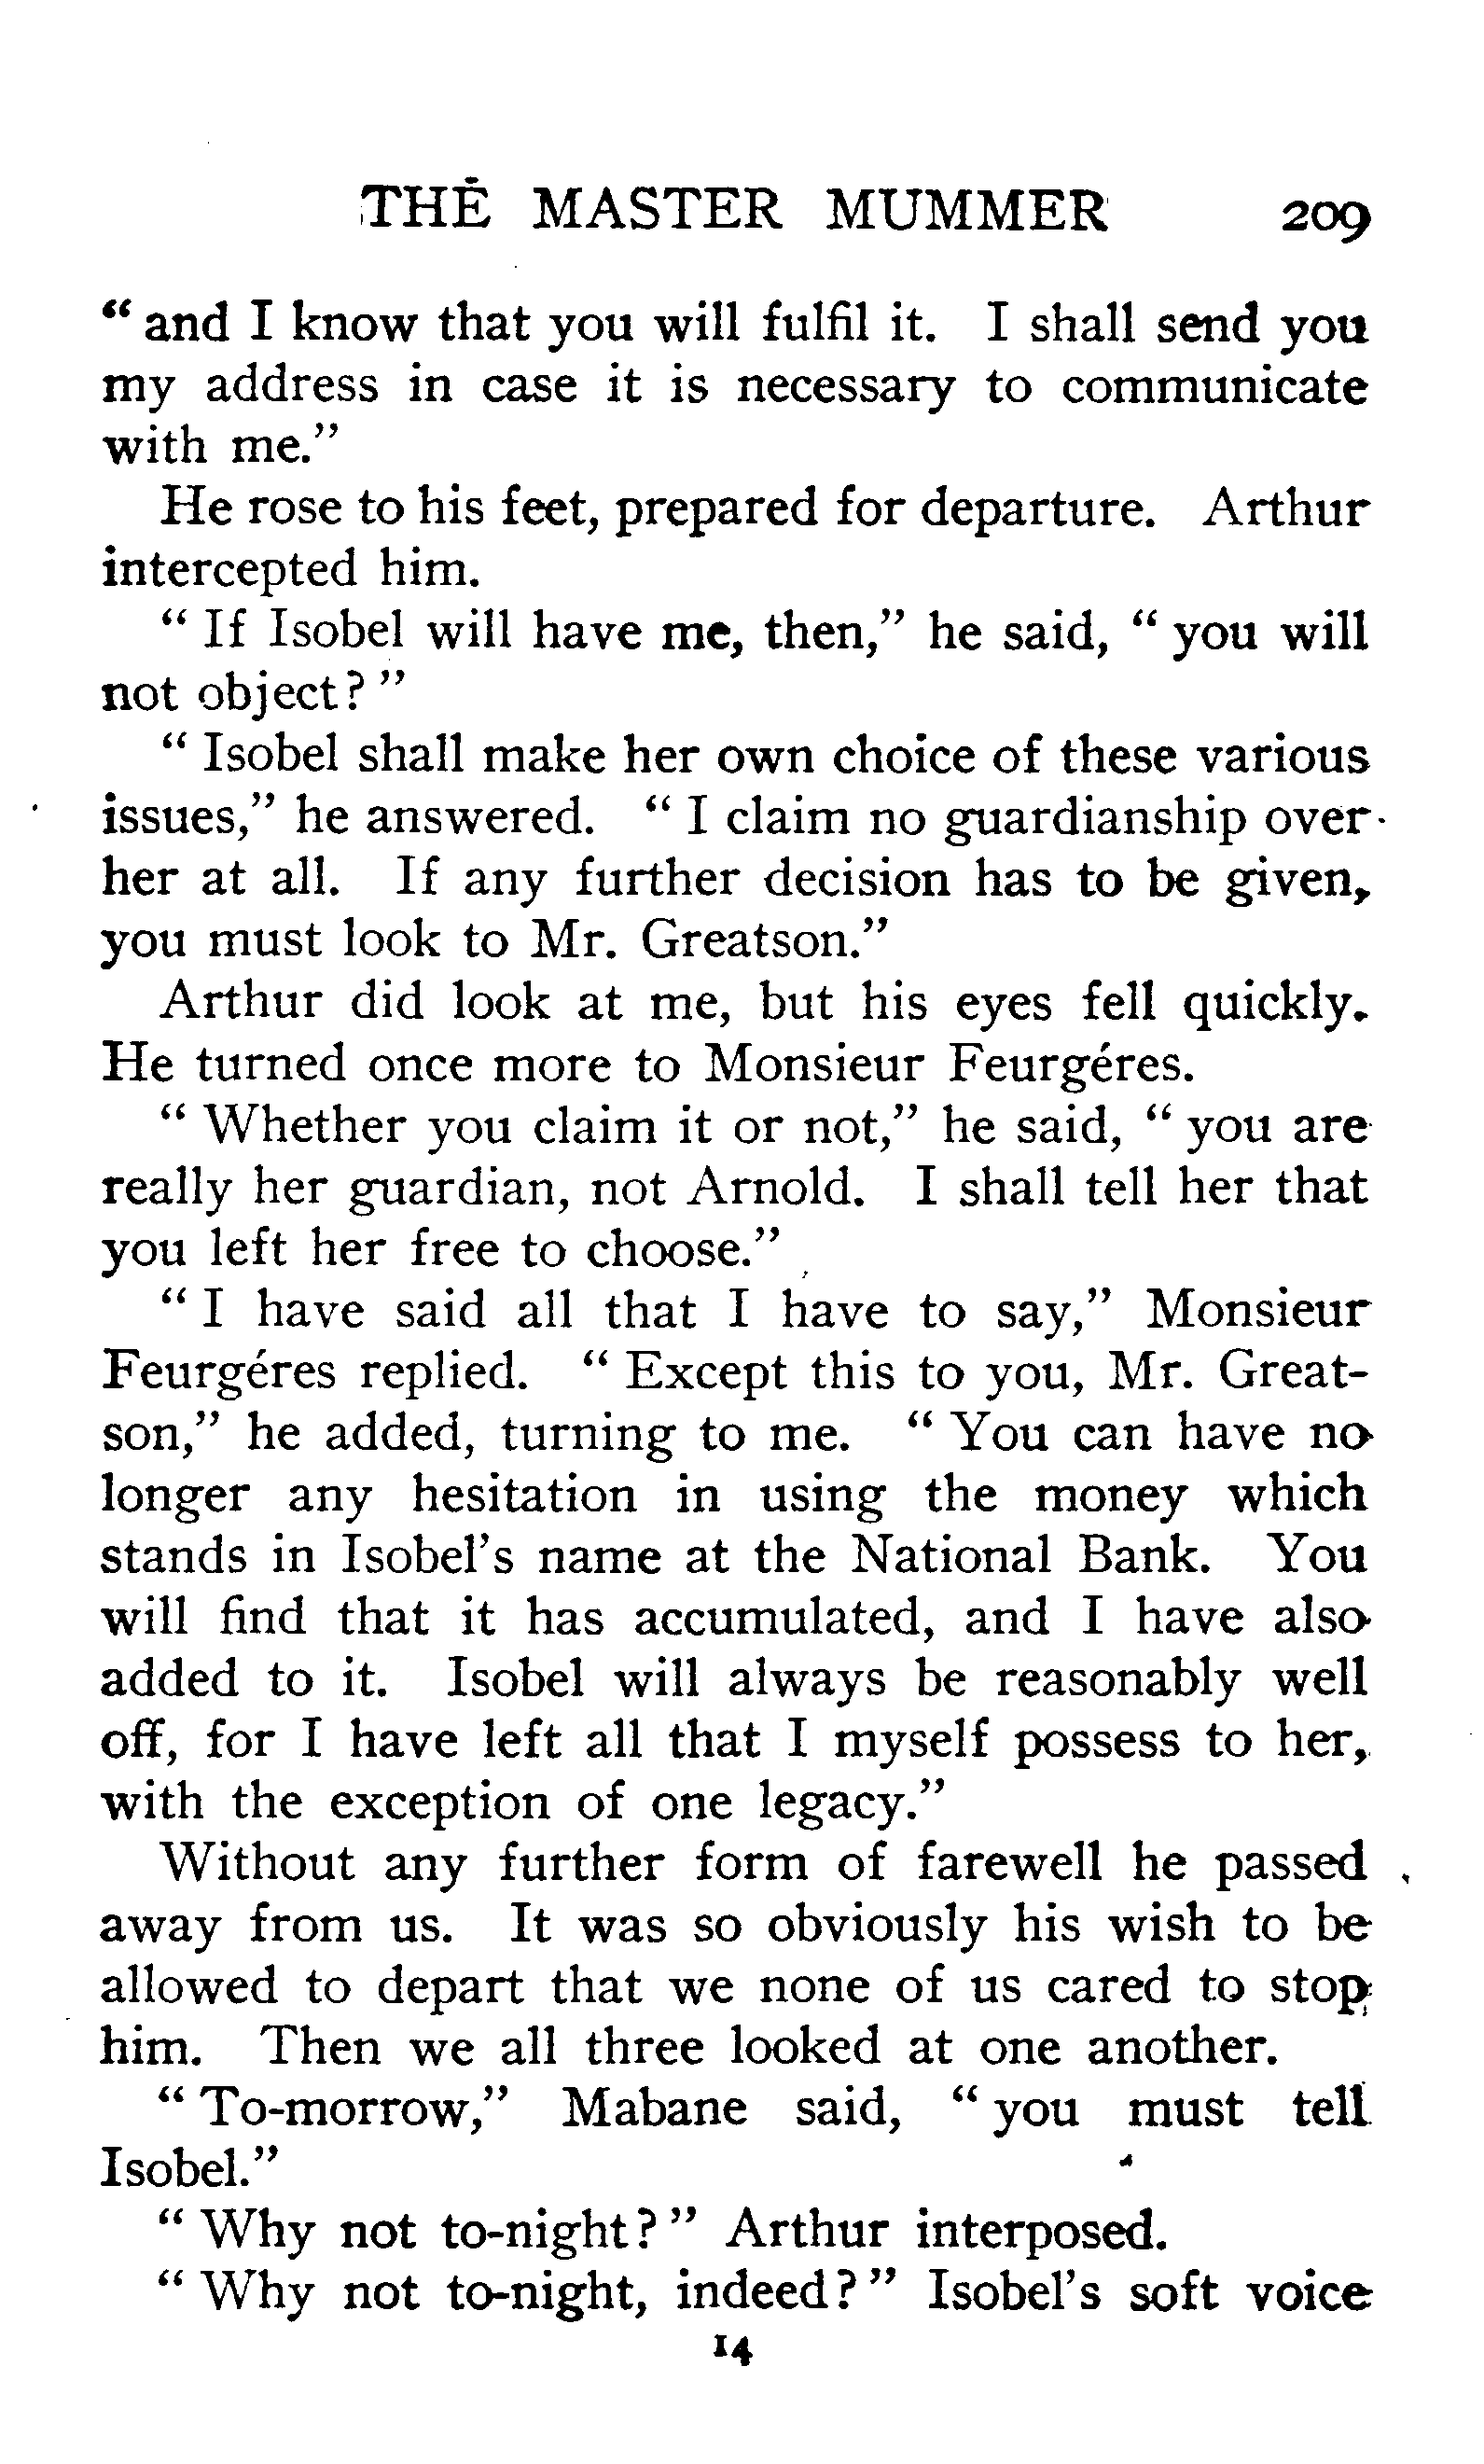 THE MASTER MUMMER 209
“ and I know that you will fulfil it. I shall send you
my address in case it is necessary to communicate
with me.”
He rose to his feet, prepared for departure. Arthur
intercepted him.
“ If Isobel will have me, then,” he said, “ you will
not object? ”
“ Isobel shall make her own choice of these various
issues,” he answered. “ I claim no guardianship over
her at all. If any further decision has to be given,
you must look to Mr. Greatson.”
Arthur did look at me, but his eyes fell quickly.
He turned once more to Monsieur Feurgéres.
“ Whether you claim it or not,” he said, “ you are
really her guardian, not Arnold. I shall tell her that
you left her free to choose.”
“ I have said all that I have to say,” Monsieur
Feurgéres replied. “ Except this to you, Mr. Great-
son,” he added, turning to me. “ You can have no
longer any hesitation in using the money which
stands in Isobel’s name at the National Bank. You
will find that it has accumulated, and I have also
added to it. Isobel will always be reasonably well
off, for I have left all that I myself possess to her,
with the exception of one legacy.”
Without any further form of farewell he passed
away from us. It was so obviously his wish to be
allowed to depart that we none of us cared to stop
him. Then we all three looked at one another.
“ To-morrow,” Mabane said, “ you must tell
Isobel.”
“ Why not to-night? ” Arthur interposed.
“ Why not to-night, indeed? ” Isobel’s soft voice
14